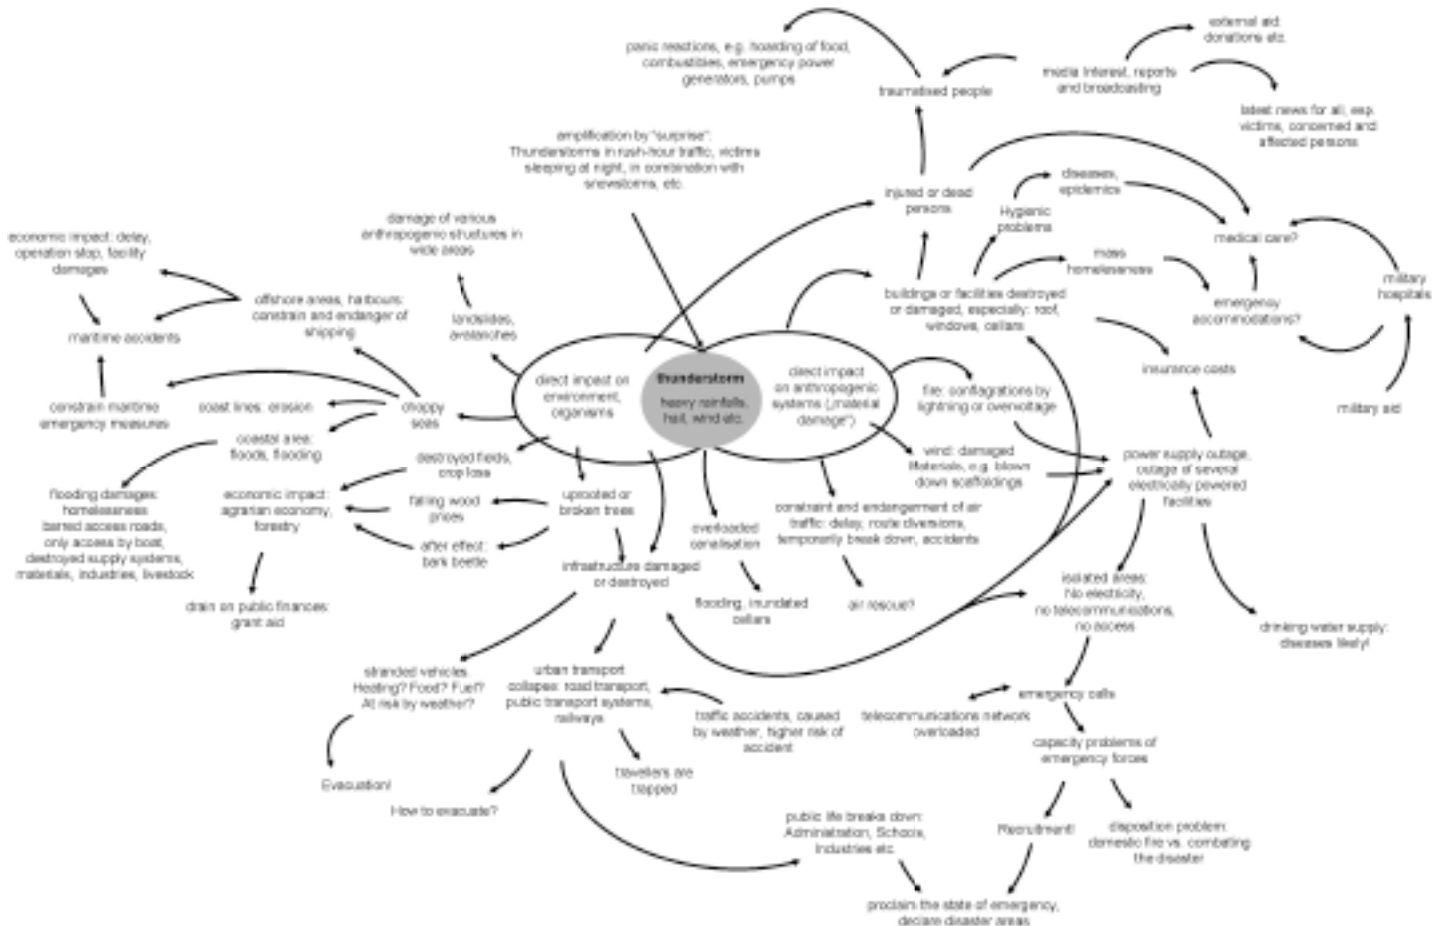 external aid:
donations etc.
panic reactions, e.g. hoarding of food,
combustibles, emergency power
generators, pumps
media interest, reports
and broadcasting
traumatised people
latest news for all, esp.
victims, concerned and
affected persons
amplification by "surprise":
Thunderstorms in rush-hour traffic, victims
sleeping at night, in combination with
snowstorms, etc.
diseases,
epidemics
injured or dead
persons
Hygienic
problems
medical care?
damage of various
anthropogenic structures in
wide areas
economic impact: delay,
operation stop, facility
damages
mass
homelessness
military
hospitals
buildings or facilities destroyed
or damaged, especially: roof,
windows, cellars
emergency
accommodations?
offshore areas, harbours:
constrain and endanger of
shipping
landslides,
avalanches
maritime accidents
insurance costs
direct impact on
environment,
organisms
thunderstorm
heavy rainfalls,
hail, wind etc.
direct impact
on anthropogenic
systems („material
damage")
fire: conflagrations by
lightning or overvoltage
military aid
constrain maritime
emergency measures
coast lines: erosion
choppy
seas
coastal area:
floods, flooding
destroyed fields,
crop loss
wind: damaged
Materials, e.g. blown
down scaffoldings
power supply outage,
outage of several
electrically powered
facilities
flooding damages:
homelessness
barred access roads,
only access by boat,
destroyed supply systems,
materials, industries, livestock
economic impact:
agrarian economy,
forestry
falling wood
prices
uprooted or
broken trees
overloaded
canalisation
constraint and endangerment of air
traffic: delay; route diversions,
temporarily break down, accidents
after effect:
bark beetle
infrastructure damaged
or destroyed
isolated areas:
No electricity,
no telecommunications,
no access
drain on public finances:
grant aid
flooding, inundated
cellars
air rescue?
drinking water supply:
diseases likely!
stranded vehicles:
Heating? Food? Fuel?
At risk by weather?
urban transport
collapse: road transport,
public transport systems,
railways
emergency calls
traffic accidents, caused
by weather, higher risk of
accident
telecommunications network
overloaded
capacity problems of
emergency forces
Evacuation!
travellers are
trapped
How to evacuate?
public life breaks down:
Administration, Schools,
Industries etc.
Recruitment!
disposition problem:
domestic fire vs. combating
the disaster
proclaim the state of emergency,
declare disaster areas